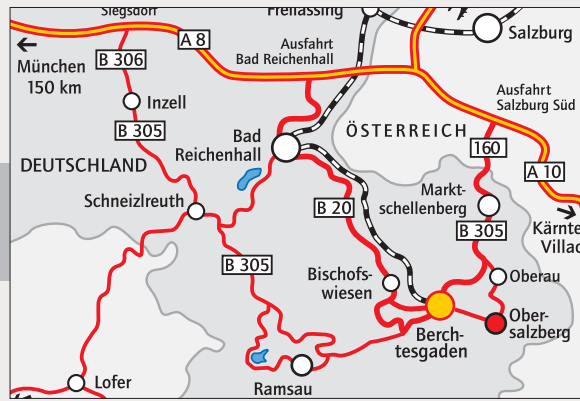 Siegsdorf
Freilassing
A 8
Salzburg
München
150 km
B 306
Ausfahrt
Bad Reichenhall
Inzell
Ausfahrt
Salzburg Süd
B 305
Bad
Reichenhall
ÖSTERREICH
160
DEUTSCHLAND
A 10
Schneizlreuth
B 20
Markt-
schellenberg
Kärnte
Villac
B 305
B 305
Bischofs-
wiesen
Oberau
Ober-
salzberg
Berch-
tesgaden
Lofer
Ramsau